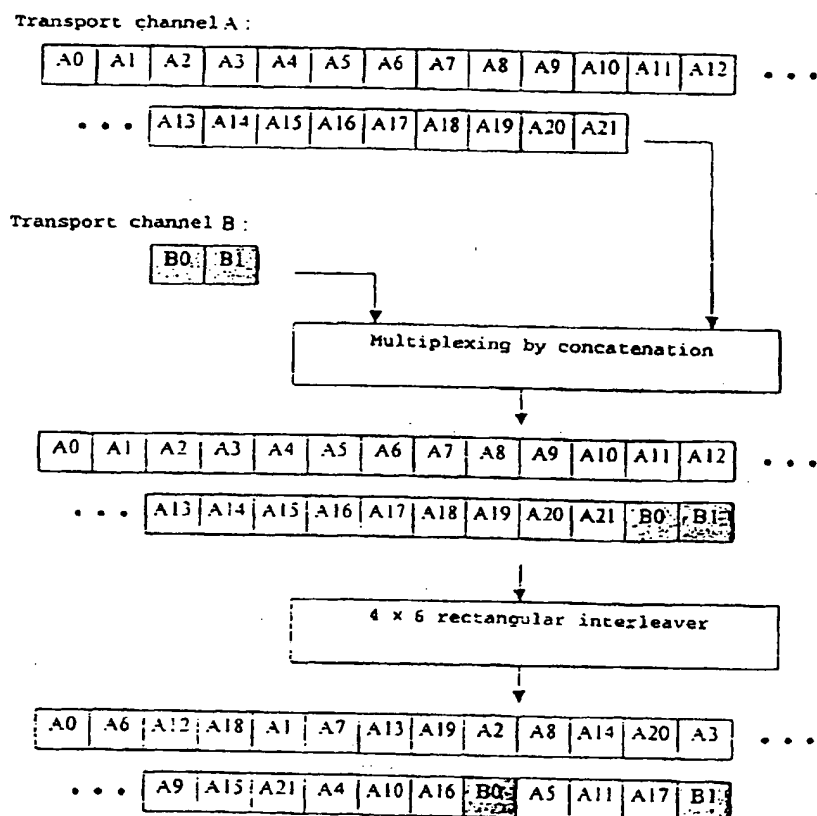 Transport channel A :
A0 A1 A2 A3 A4 A5 A6 A7 A8 A9 A10 A11 A12 • • •
• • • A13 A14 A15 A16 A17 A18 A19 A20 A21
Transport channel B :
B0 B1
Multiplexing by concatenation
A0 A1 A2 A3 A4 A5 A6 A7 A8 A9 A10 A11 A12 • • •
• • • A13 A14 A15 A16 A17 A18 A19 A20 A21 B0 B1
4 x 6 rectangular interleaver
A0 A6 A12 A18 A1 A7 A13 A19 A2 A8 A14 A20 A3 • • •
• • • A9 A15 A21 A4 A10 A16 B0 A5 A11 A17 B1